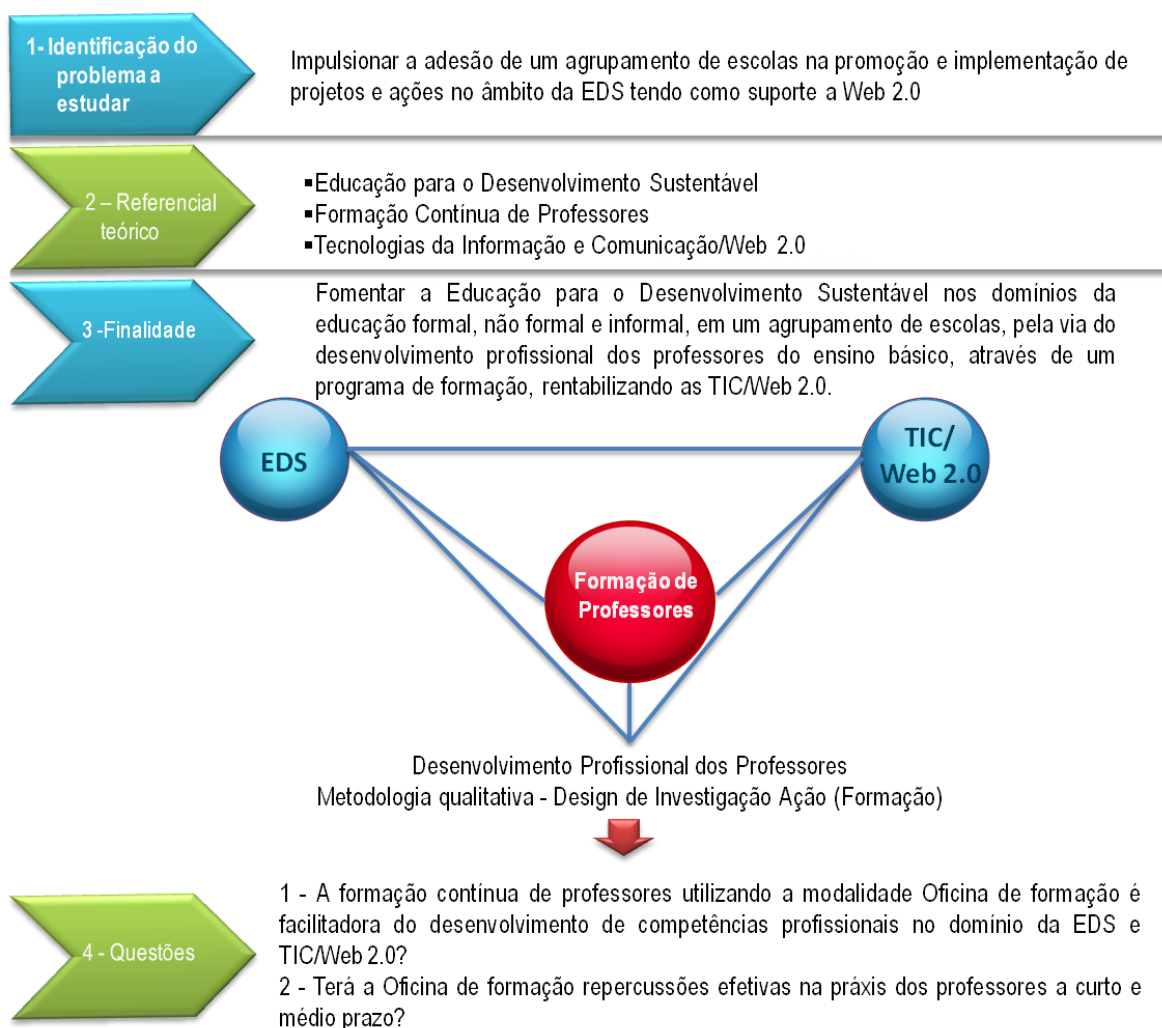 1- Identificação do
problema a
estudar
Impulsionar a adesão de um agrupamento de escolas na promoção e implementação de
projetos e ações no âmbito da EDS tendo como suporte a Web 2.0
2 – Referencial
teórico
▪Educação para o Desenvolvimento Sustentável
▪Formação Contínua de Professores
▪Tecnologias da Informação e Comunicação/Web 2.0
3 -Finalidade
Fomentar a Educação para o Desenvolvimento Sustentável nos domínios da
educação formal, não formal e informal, em um agrupamento de escolas, pela via do
desenvolvimento profissional dos professores do ensino básico, através de um
programa de formação, rentabilizando as TIC/Web 2.0.
EDS
TIC/
Web 2.0
Formação de
Professores
Desenvolvimento Profissional dos Professores
Metodologia qualitativa - Design de Investigação Ação (Formação)
4 - Questões
1 - A formação contínua de professores utilizando a modalidade Oficina de formação é
facilitadora do desenvolvimento de competências profissionais no domínio da EDS e
TIC/Web 2.0?
2 - Terá a Oficina de formação repercussões efetivas na práxis dos professores a curto e
médio prazo?